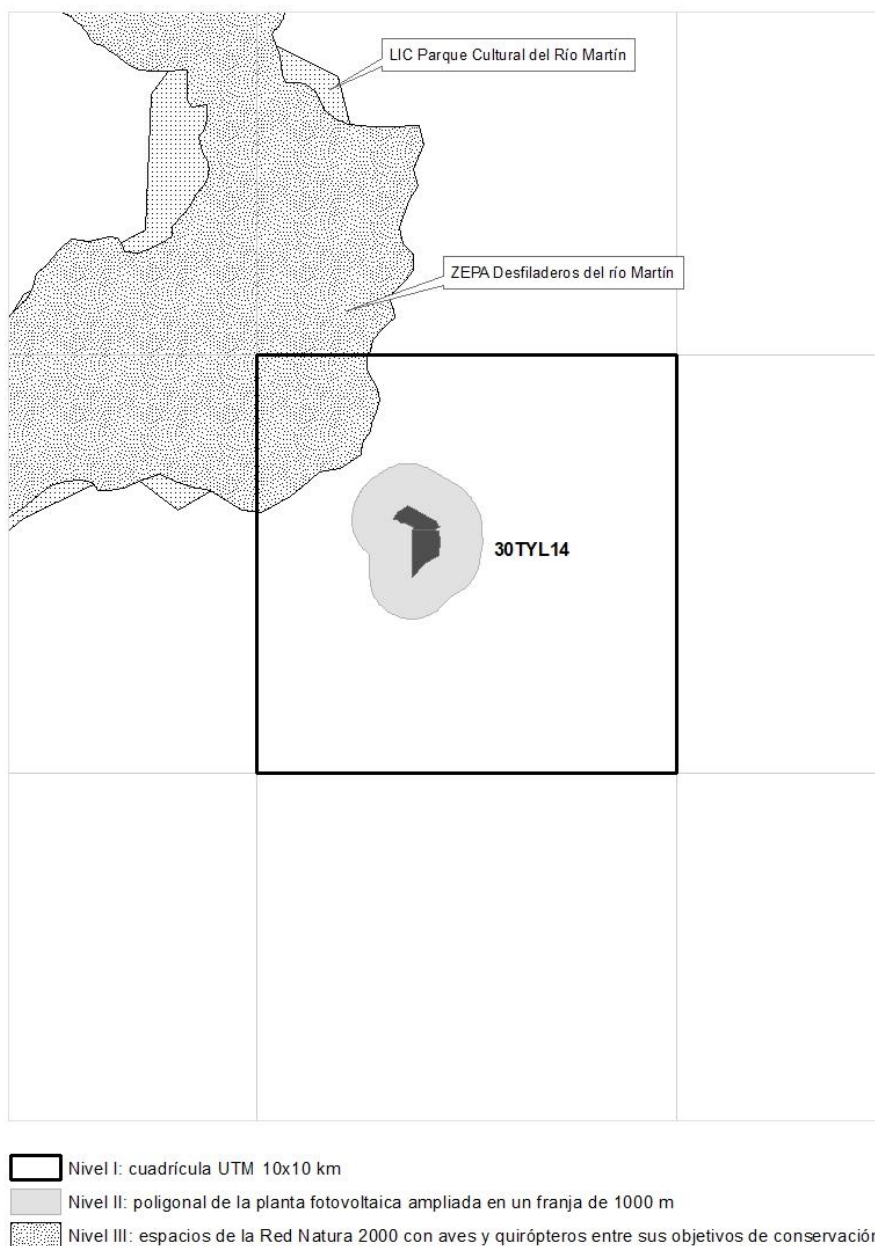 LIC Parque Cultural del Río Martín
ZEPA Desfiladeros del río Martín
30TYL14
Nivel I: cuadrícula UTM 10x10 km
Nivel II: poligonal de la planta fotovoltaica ampliada en un franja de 1000 m
Nivel III: espacios de la Red Natura 2000 con aves y quirópteros entre sus objetivos de conservación